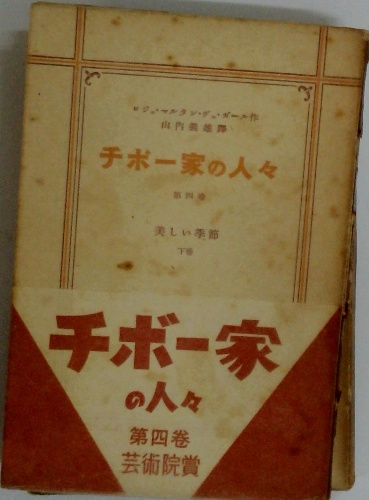 ロジェ・マルタン・デュ・ガール作
山内義雄譯
チボー家の人々
第四巻
美しい季節
下巻
チボー家
の人々
第四巻
芸術院賞